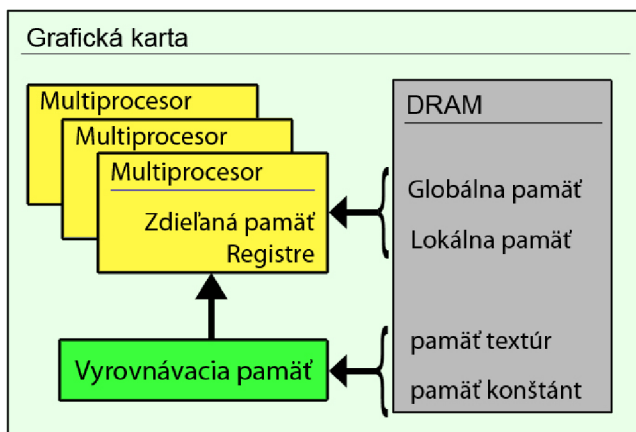 Grafická karta
Multiprocesor
Multiprocesor
Multiprocesor
Zdieľaná pamäť
Registre
Vyrovnávacia pamäť
DRAM
Globálna pamäť
Lokálna pamäť
pamäť textúr
pamäť konštánt